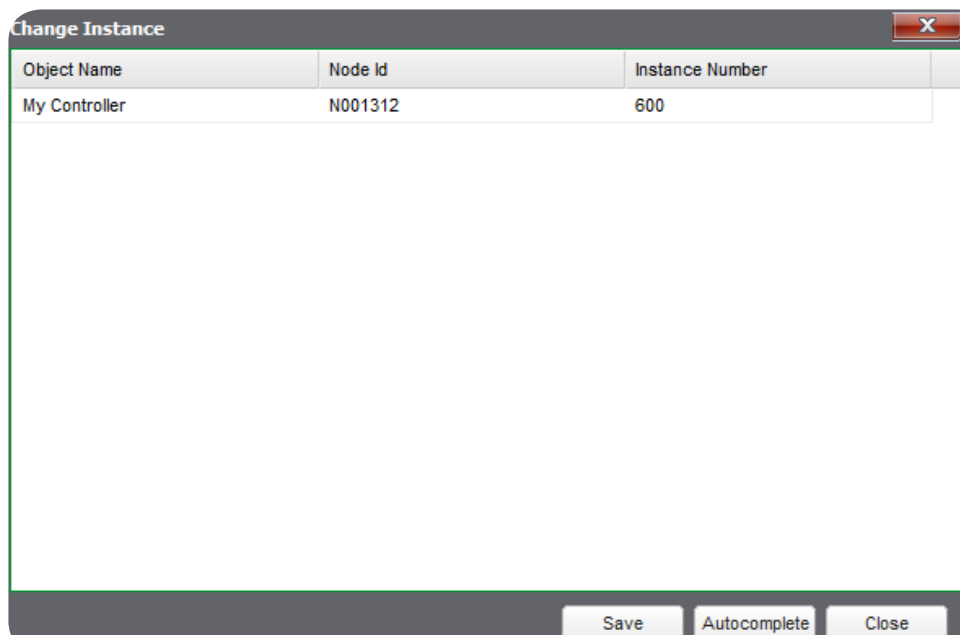 Change Instance X
Object Name Node Id Instance Number
My Controller N001312 600
Save Autocomplete Close